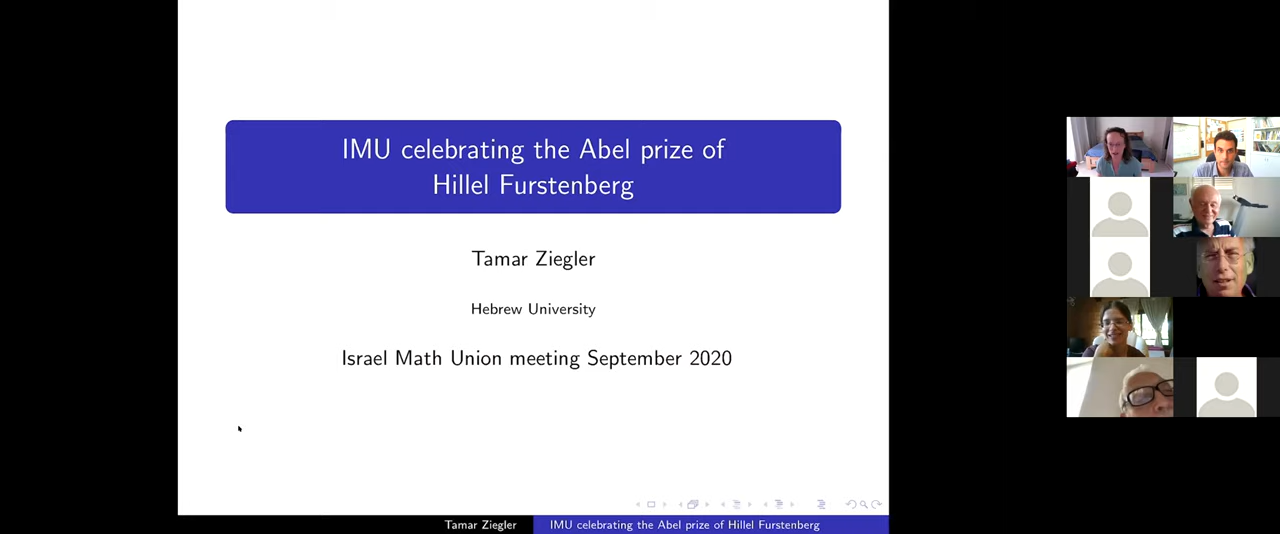 IMU celebrating the Abel prize of
Hillel Furstenberg
Tamar Ziegler
Hebrew University
Israel Math Union meeting September 2020
Tamar Ziegler
IMU celebrating the Abel prize of Hillel Furstenberg